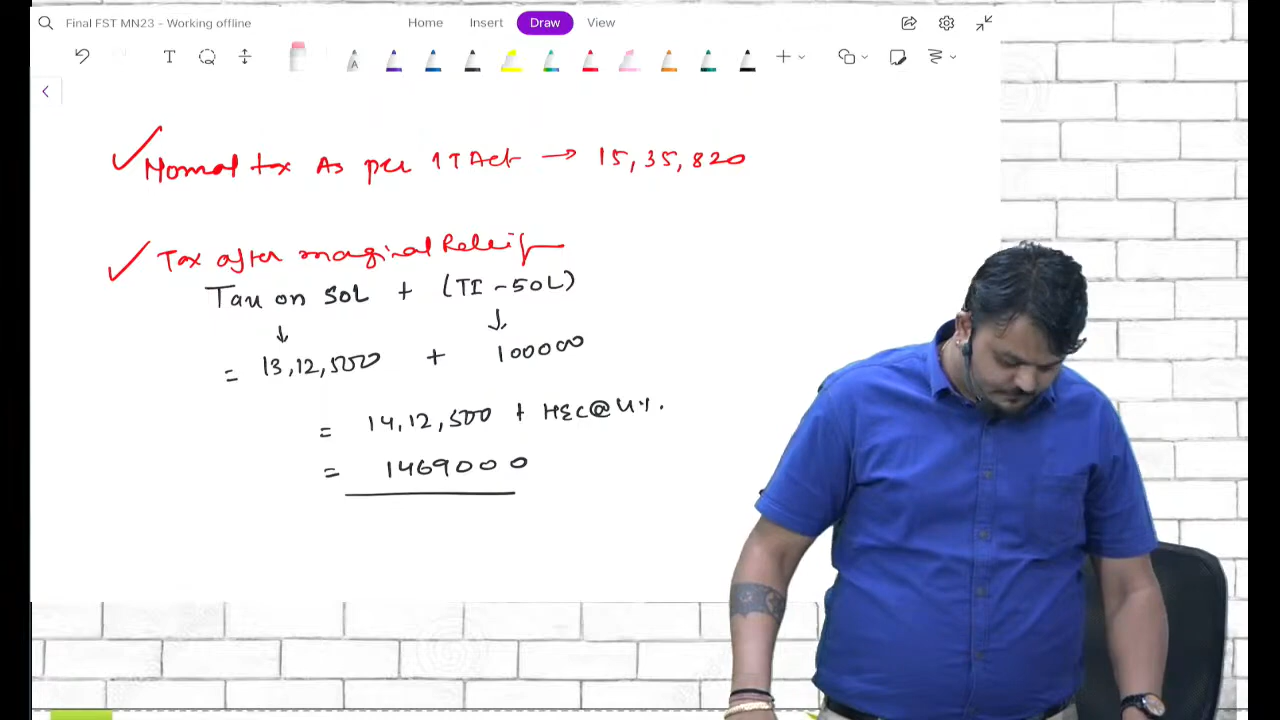 Final FST MN23 - Working offline
Home Insert Draw View
T
A
Normal tax As per IT Act → 15,35,820
Tax after marginal Releif
Tax on 50L + (TI - 50L)
↓ ↓
= 13,12,500 + 100000
= 14,12,500 + HEC@4%.
= 1469000